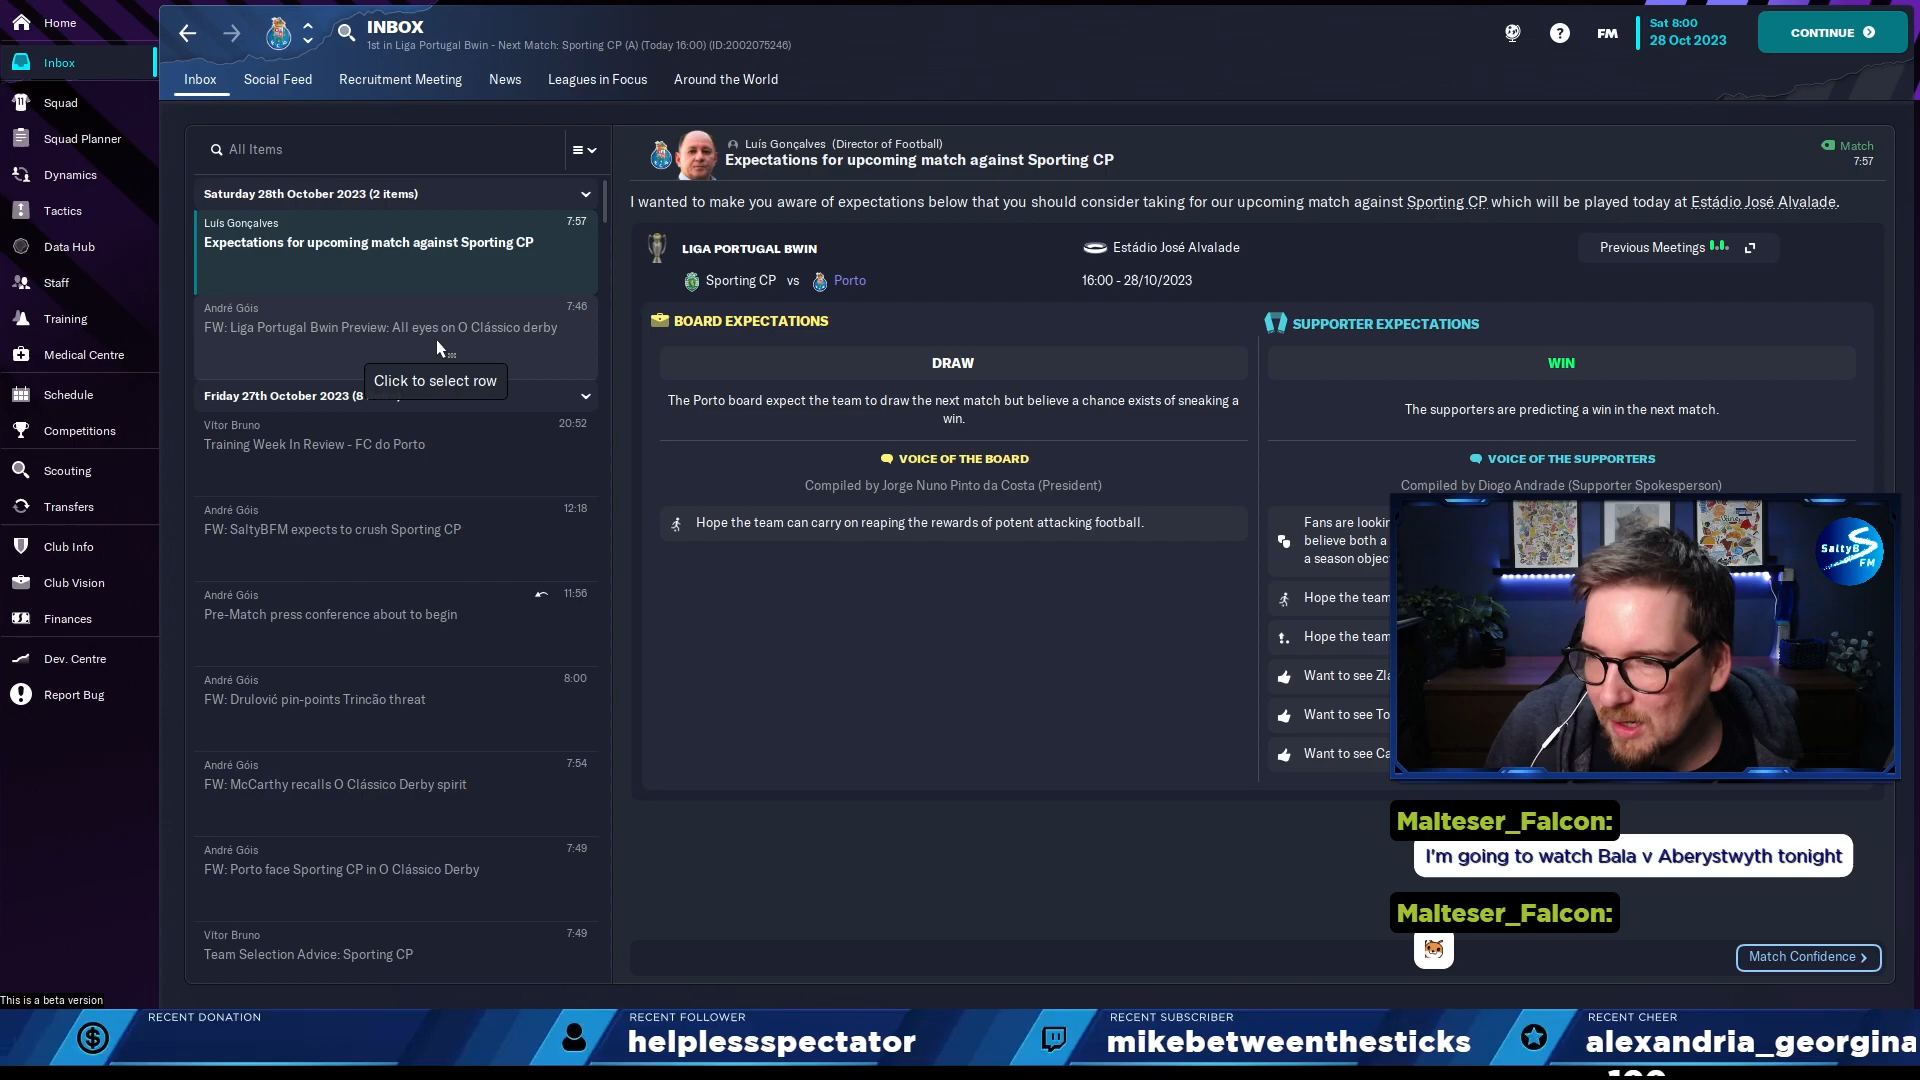 Home
Inbox
Squad
Squad Planner
Dynamics
Tactics
Data Hub
Staff
Training
Medical Centre
Schedule
Competitions
Scouting
Transfers
Club Info
Club Vision
Finances
Dev. Centre
Report Bug
This is a beta version
INBOX
1st in Liga Portugal Bwin - Next Match: Sporting CP (A) (Today 16:00) (ID:2002075246)
FM
Sat 8:00
28 Oct 2023
CONTINUE
Inbox Social Feed Recruitment Meeting News Leagues in Focus Around the World
All Items
Saturday 28th October 2023 (2 items)
Luís Gonçalves 7:57
Expectations for upcoming match against Sporting CP
André Góis 7:46
FW: Liga Portugal Bwin Preview: All eyes on O Clássico derby
Click to select row
Friday 27th October 2023 (8
Vítor Bruno 20:52
Training Week In Review - FC do Porto
André Góis 12:18
FW: SaltyBFM expects to crush Sporting CP
André Góis 11:56
Pre-Match press conference about to begin
André Góis 8:00
FW: Drulović pin-points Trincão threat
André Góis 7:54
FW: McCarthy recalls O Clássico Derby spirit
André Góis 7:49
FW: Porto face Sporting CP in O Clássico Derby
Vítor Bruno 7:49
Team Selection Advice: Sporting CP
Luís Gonçalves (Director of Football)
Expectations for upcoming match against Sporting CP
Match
7:57
I wanted to make you aware of expectations below that you should consider taking for our upcoming match against Sporting CP which will be played today at Estádio José Alvalade.
LIGA PORTUGAL BWIN
Estádio José Alvalade
Previous Meetings
Sporting CP vs Porto
16:00 - 28/10/2023
BOARD EXPECTATIONS
DRAW
The Porto board expect the team to draw the next match but believe a chance exists of sneaking a
win.
VOICE OF THE BOARD
Compiled by Jorge Nuno Pinto da Costa (President)
Hope the team can carry on reaping the rewards of potent attacking football.
SUPPORTER EXPECTATIONS
WIN
The supporters are predicting a win in the next match.
VOICE OF THE SUPPORTERS
Compiled by Diogo Andrade (Supporter Spokesperson)
Fans are lookin
believe both a
a season objec
Hope the team
Hope the team
Want to see Zla
Want to see To
Want to see Ca
SaltyB
FM
Malteser_Falcon:
I'm going to watch Bala v Aberystwyth tonight
Malteser_Falcon:
Match Confidence
RECENT DONATION
RECENT FOLLOWER
helplessspectator
RECENT SUBSCRIBER
mikebetweenthesticks
RECENT CHEER
alexandria_georgina